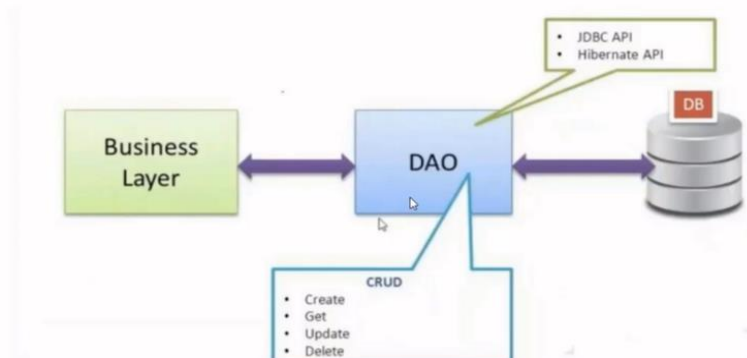 • JDBC API
• Hibernate API
DB
Business
Layer
DAO
CRUD
• Create
• Get
• Update
• Delete